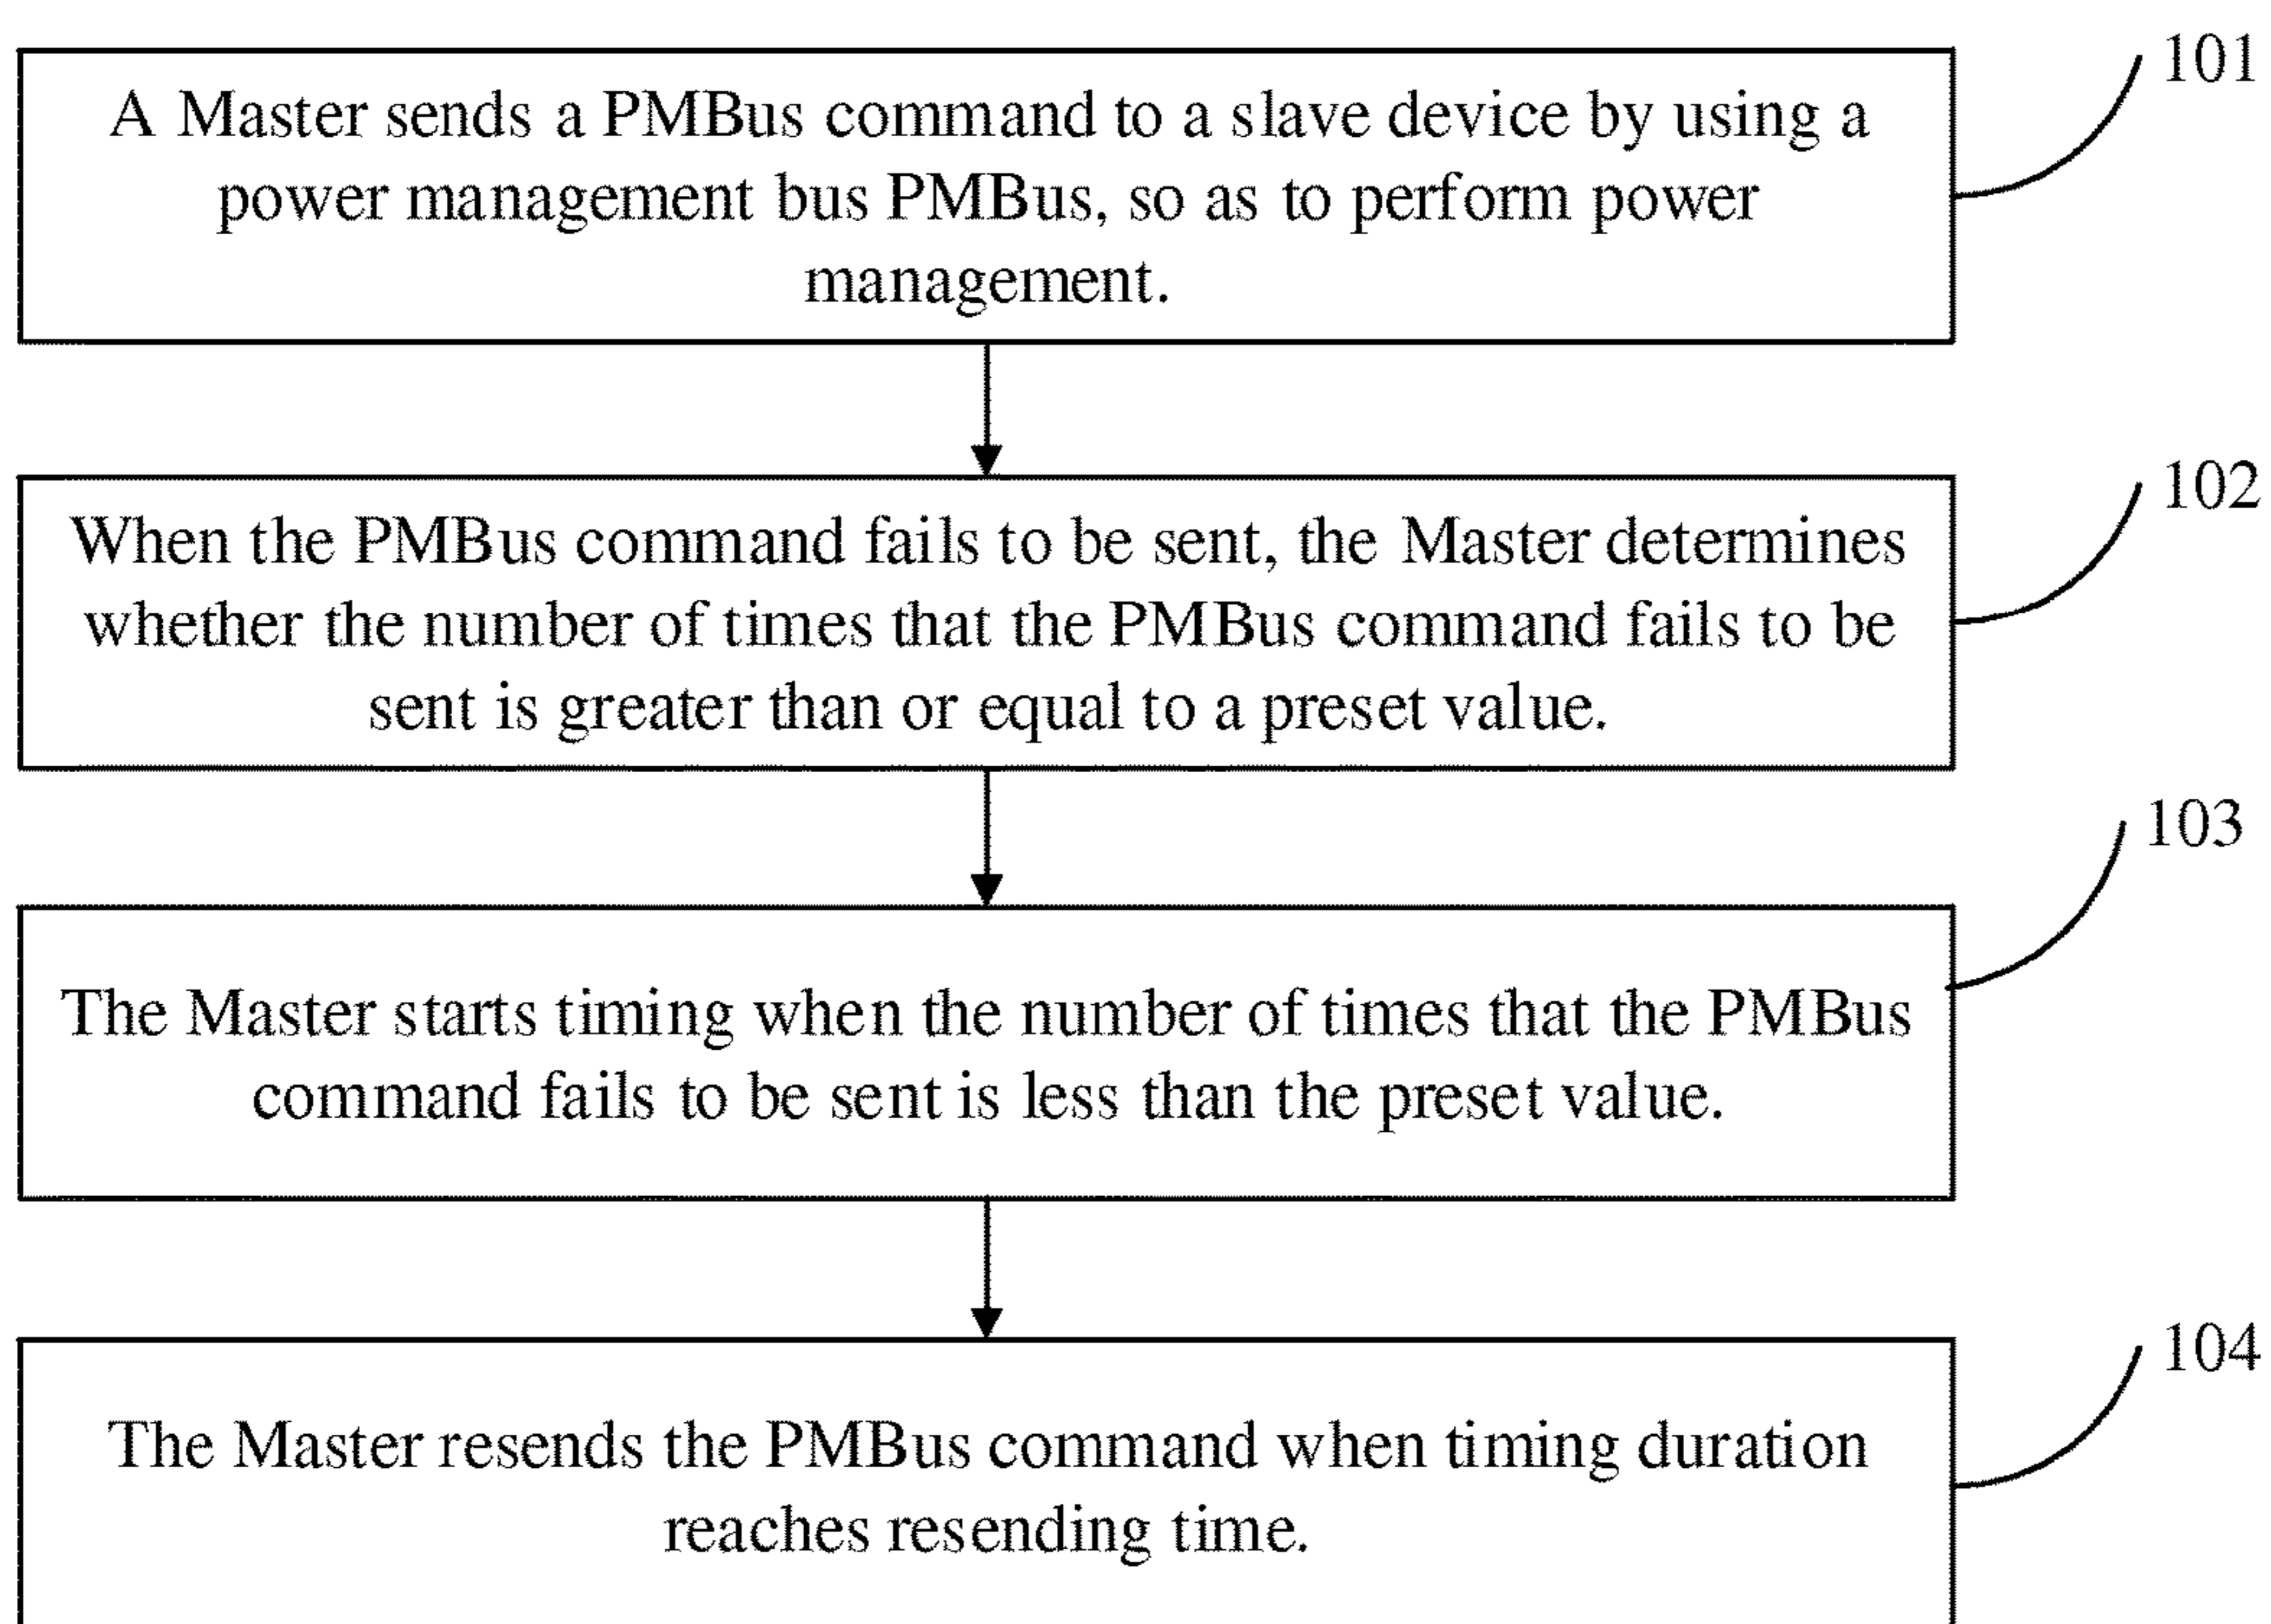 101
A Master sends a PMBus command to a slave device by using a
power management bus PMBus, so as to perform power
management.
102
When the PMBus command fails to be sent, the Master determines
whether the number of times that the PMBus command fails to be
sent is greater than or equal to a preset value.
103
The Master starts timing when the number of times that the PMBus
command fails to be sent is less than the preset value.
104
The Master resends the PMBus command when timing duration
reaches resending time.